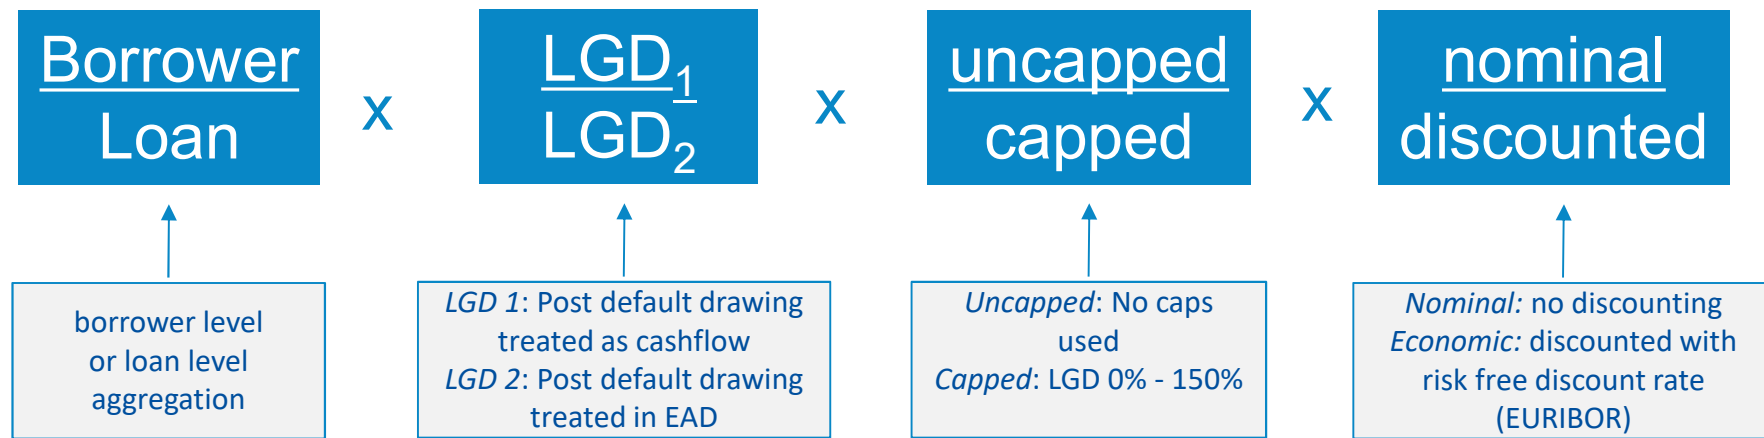 Borrower
Loan
x
LGD1
LGD2
x
uncapped
capped
x
nominal
discounted
borrower level
or loan level
aggregation
LGD 1: Post default drawing
treated as cashflow
LGD 2: Post default drawing
treated in EAD
Uncapped: No caps
used
Capped: LGD 0% - 150%
Nominal: no discounting
Economic: discounted with
risk free discount rate
(EURIBOR)